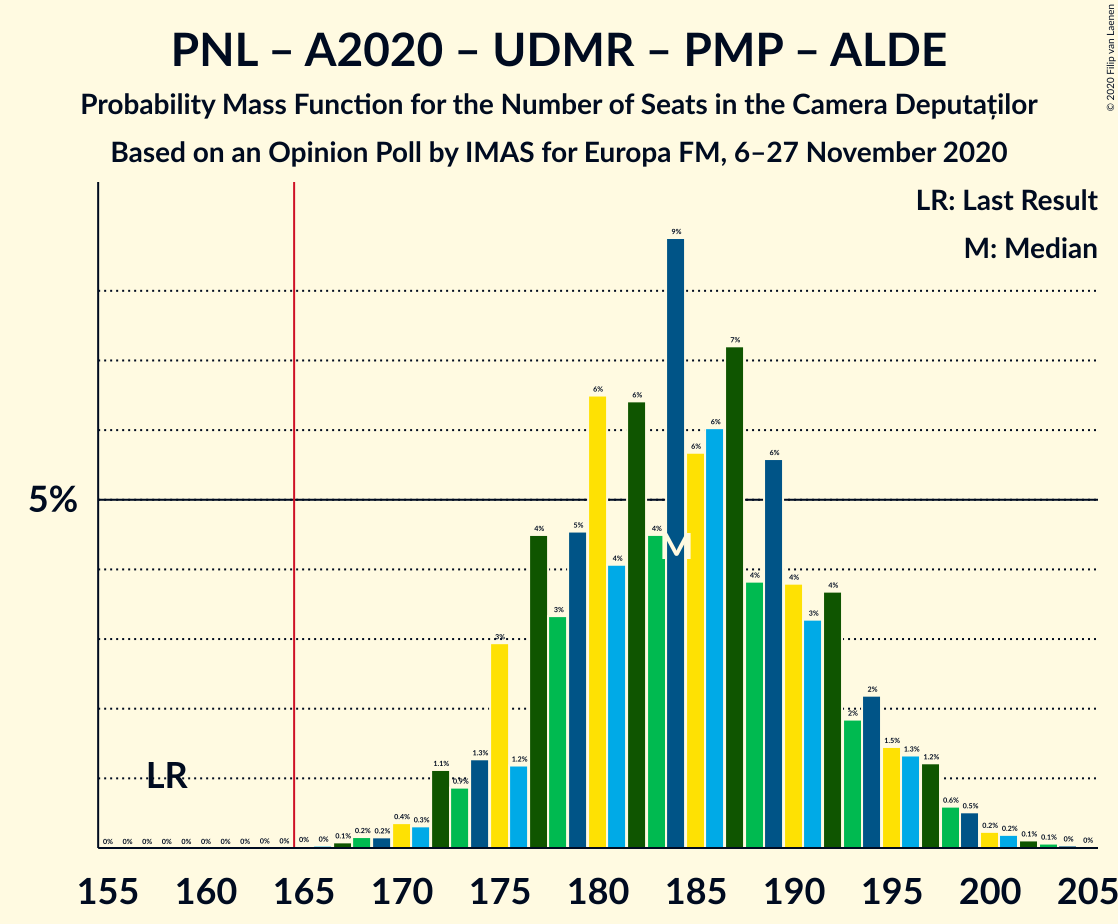 PNL – A2020 – UDMR – PMP – ALDE
Probability Mass Function for the Number of Seats in the Camera Deputaților
Based on an Opinion Poll by IMAS for Europa FM, 6–27 November 2020
© 2020 Filip van Laenen
LR: Last Result
M: Median
5%
LR
M
0% 0% 0% 0% 0% 0% 0% 0% 0% 0% 0% 0% 0.1% 0.2% 0.2% 0.4% 0.3% 1.1% 0.9% 1.3% 3% 1.2% 4% 3% 5% 6% 4% 6% 4% 9% 6% 6% 7% 4% 6% 4% 3% 4% 2% 2% 1.5% 1.3% 1.2% 0.6% 0.5% 0.2% 0.2% 0.1% 0.1% 0% 0%
155 160 165 170 175 180 185 190 195 200 205